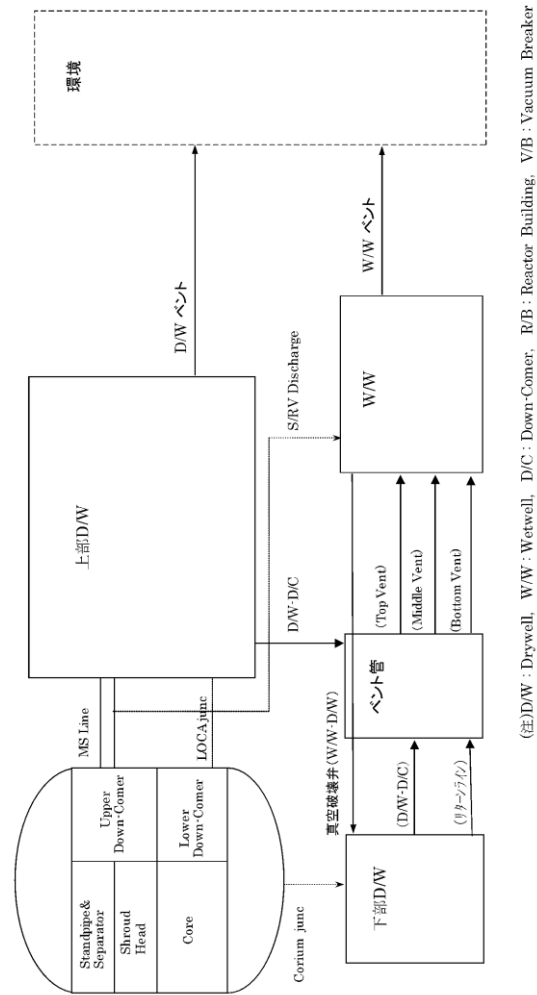 Standpipe&
Separator
Shroud
Head
Core
Upper
Down-Comer
Lower
Down-Comer
MS Line
LOCA junc
Corium junc
上部D/W
D/W ベント
環境
S/RV Discharge
D/W-D/C
真空破壊弁(W/W-D/W)
下部D/W
(D/W-D/C)
(リターンライン)
ベント管
(Top Vent)
(Middle Vent)
(Bottom Vent)
W/W
W/W ベント
(注)D/W : Drywell, W/W : Wetwell, D/C : Down-Comer, R/B : Reactor Building, V/B : Vacuum Breaker